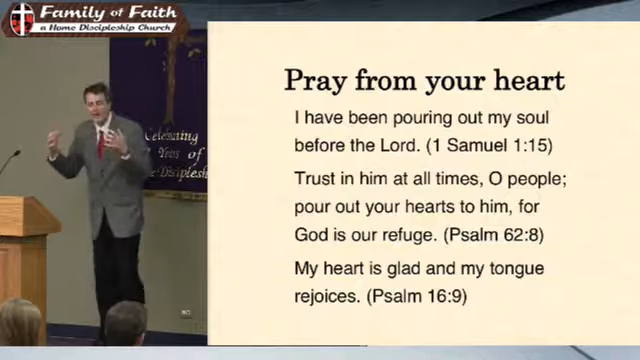 Family of Faith
a Home Discipleship Church
Celebrating
Years of
Pray from your heart
I have been pouring out my soul
before the Lord. (1 Samuel 1:15)
Trust in him at all times, O people;
pour out your hearts to him, for
God is our refuge. (Psalm 62:8)
My heart is glad and my tongue
rejoices. (Psalm 16:9)